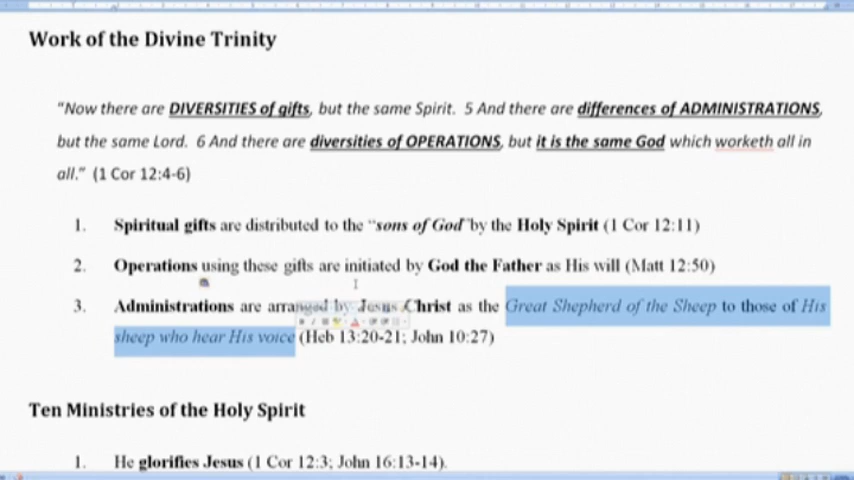 Work of the Divine Trinity
“Now there are DIVERSITIES of gifts, but the same Spirit. 5 And there are differences of ADMINISTRATIONS,
but the same Lord. 6 And there are diversities of OPERATIONS, but it is the same God which worketh all in
all.” (1 Cor 12:4-6)
1. Spiritual gifts are distributed to the “sons of God”by the Holy Spirit (1 Cor 12:11)
2. Operations using these gifts are initiated by God the Father as His will (Matt 12:50)
3. Administrations are arranged by Jesus Christ as the Great Shepherd of the Sheep to those of His
sheep who hear His voice (Heb 13:20-21; John 10:27)
Ten Ministries of the Holy Spirit
1. He glorifies Jesus (1 Cor 12:3; John 16:13-14).